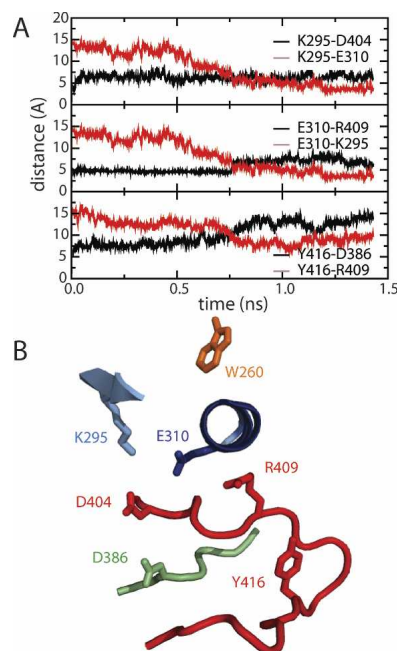 A
20
15
10
5
0
K295-D404
K295-E310
15
10
5
0
E310-R409
E310-K295
distance (A)
15
10
5
0
Y416-D386
Y416-R409
0.0 0.5 1.0 1.5
time (ns)
B
W260
K295
E310
R409
D404
D386
Y416